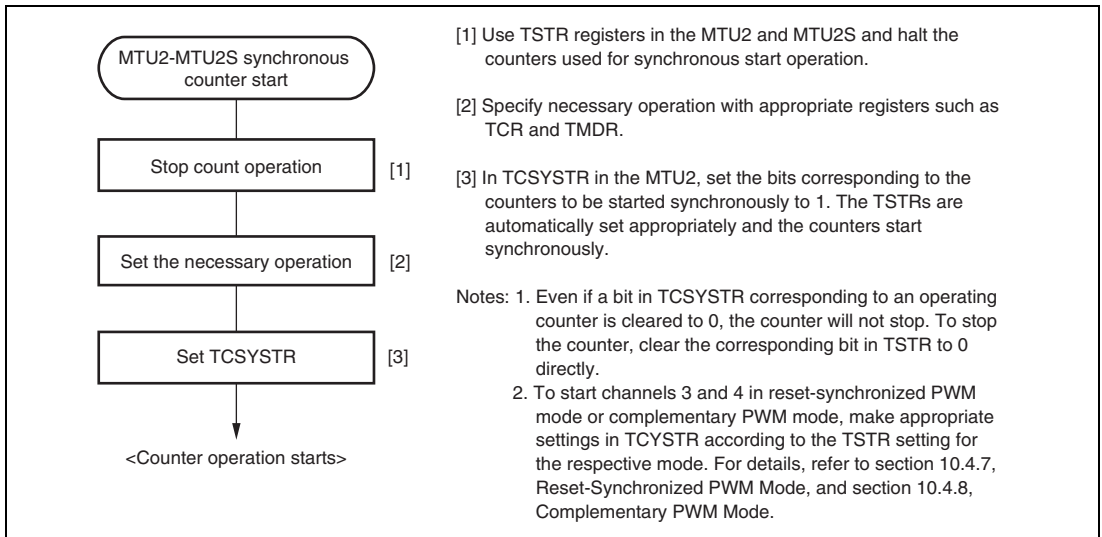 MTU2-MTU2S synchronous
counter start
Stop count operation
[1]
Set the necessary operation
[2]
Set TCSYSTR
[3]
<Counter operation starts>
[1] Use TSTR registers in the MTU2 and MTU2S and halt the
counters used for synchronous start operation.
[2] Specify necessary operation with appropriate registers such as
TCR and TMDR.
[3] In TCSYSTR in the MTU2, set the bits corresponding to the
counters to be started synchronously to 1. The TSTRs are
automatically set appropriately and the counters start
synchronously.
Notes: 1. Even if a bit in TCSYSTR corresponding to an operating
counter is cleared to 0, the counter will not stop. To stop
the counter, clear the corresponding bit in TSTR to 0
directly.
2. To start channels 3 and 4 in reset-synchronized PWM
mode or complementary PWM mode, make appropriate
settings in TCYSTR according to the TSTR setting for
the respective mode. For details, refer to section 10.4.7,
Reset-Synchronized PWM Mode, and section 10.4.8,
Complementary PWM Mode.